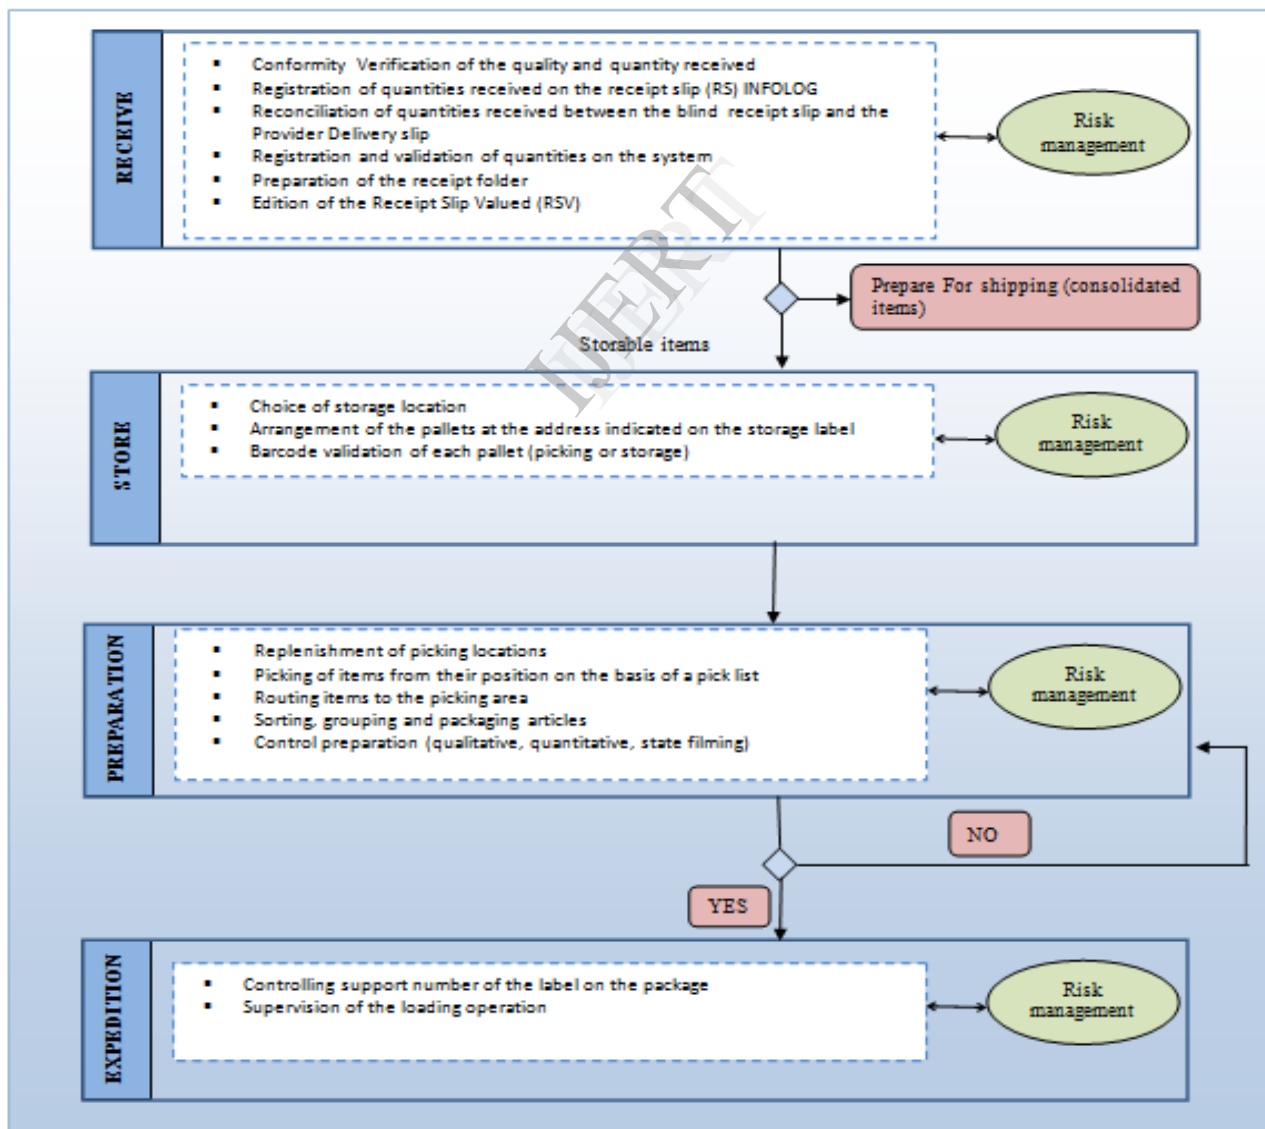 RECEIVE
Conformity Verification of the quality and quantity received
Registration of quantities received on the receipt slip (RS) INFOLOG
Reconciliation of quantities received between the blind receipt slip and the
Provider Delivery slip
Registration and validation of quantities on the system
Preparation of the receipt folder
Edition of the Receipt Slip Valued (RSV)
Risk
management
Prepare For shipping (consolidated
items)
Storable items
IJERT
STORE
Choice of storage location
Arrangement of the pallets at the address indicated on the storage label
Barcode validation of each pallet (picking or storage)
Risk
management
PREPARATION
Replenishment of picking locations
Picking of items from their position on the basis of a pick list
Routing items to the picking area
Sorting, grouping and packaging articles
Control preparation (qualitative, quantitative, state filming)
Risk
management
NO
YES
EXPEDITION
Controlling support number of the label on the package
Supervision of the loading operation
Risk
management